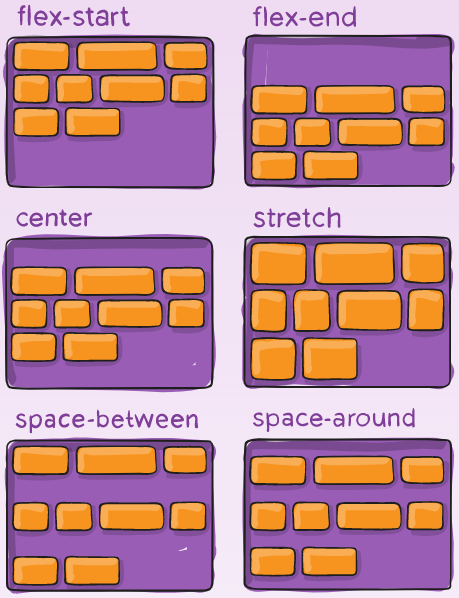 flex-start
flex-end
center
stretch
space-between
space-around